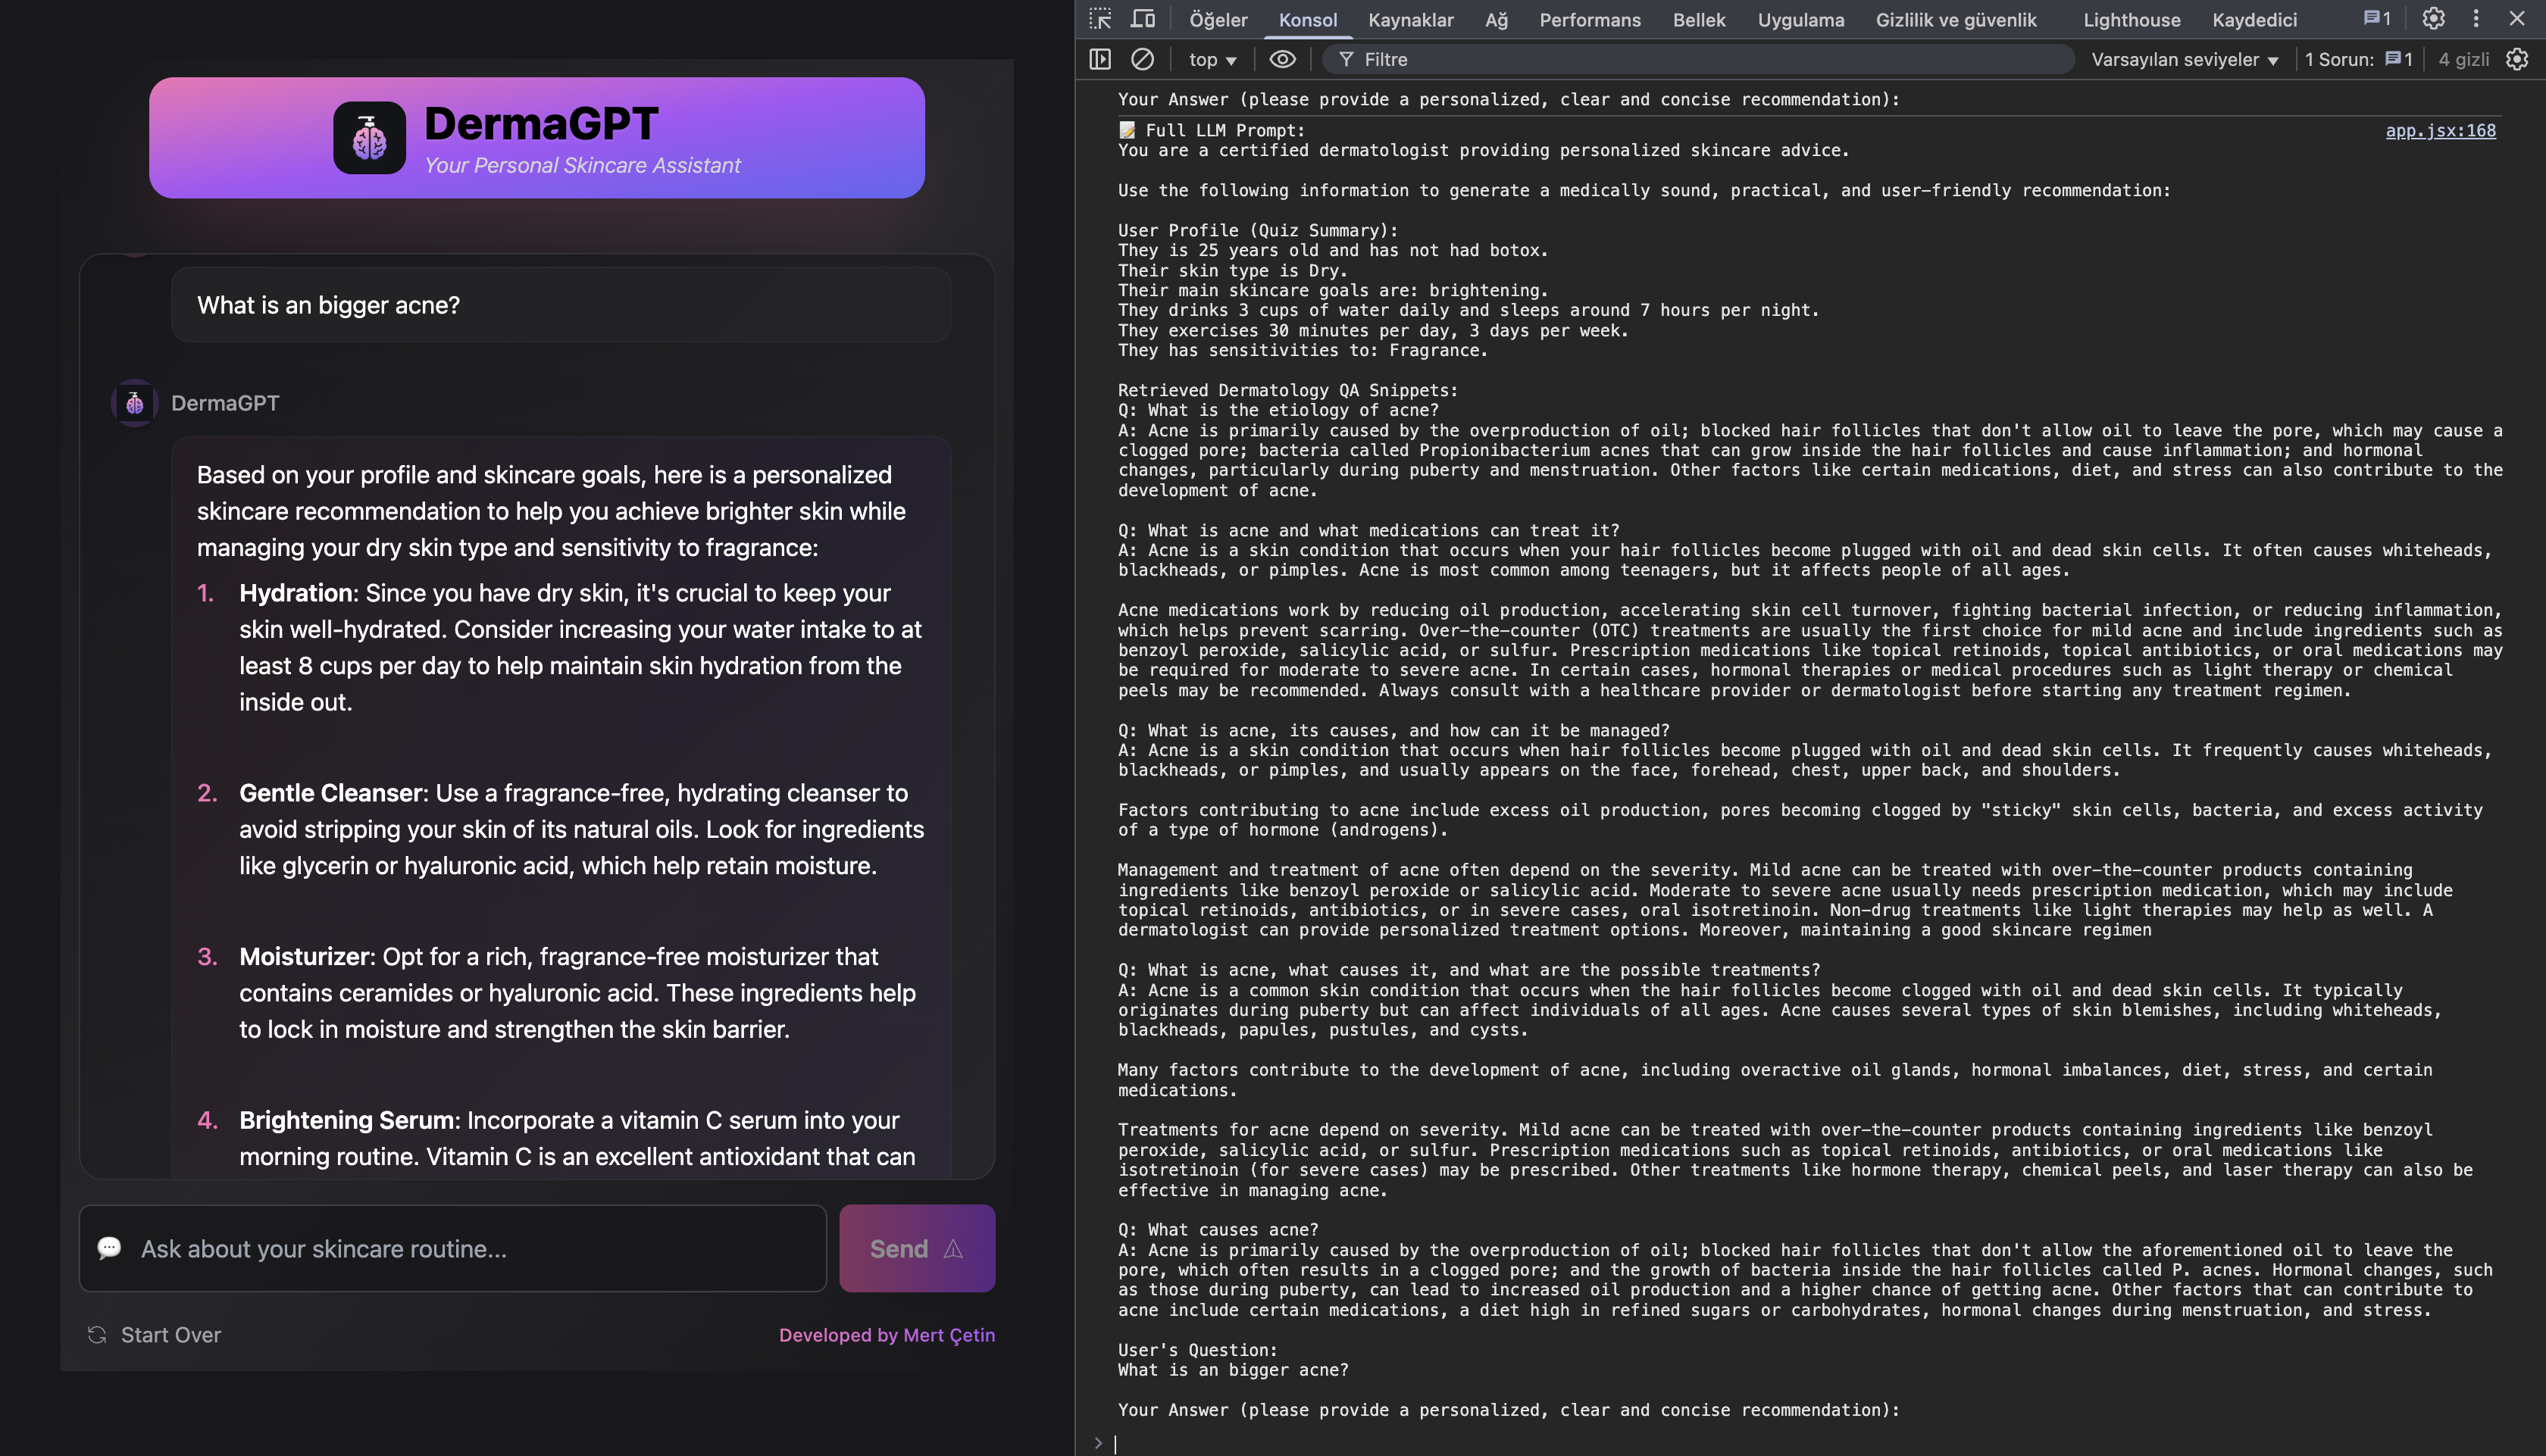 DermaGPT
Your Personal Skincare Assistant
What is an bigger acne?
DermaGPT
Based on your profile and skincare goals, here is a personalized
skincare recommendation to help you achieve brighter skin while
managing your dry skin type and sensitivity to fragrance:
1. Hydration: Since you have dry skin, it's crucial to keep your
skin well-hydrated. Consider increasing your water intake to at
least 8 cups per day to help maintain skin hydration from the
inside out.
2. Gentle Cleanser: Use a fragrance-free, hydrating cleanser to
avoid stripping your skin of its natural oils. Look for ingredients
like glycerin or hyaluronic acid, which help retain moisture.
3. Moisturizer: Opt for a rich, fragrance-free moisturizer that
contains ceramides or hyaluronic acid. These ingredients help
to lock in moisture and strengthen the skin barrier.
4. Brightening Serum: Incorporate a vitamin C serum into your
morning routine. Vitamin C is an excellent antioxidant that can
Ask about your skincare routine...
Send
Start Over
Developed by Mert Çetin
Öğeler Konsol Kaynaklar Ağ Performans Bellek Uygulama Gizlilik ve güvenlik Lighthouse Kaydedici 1
top Filtre Varsayılan seviyeler 1 Sorun: 1 4 gizli
Your Answer (please provide a personalized, clear and concise recommendation):
📝 Full LLM Prompt: app.jsx:168
You are a certified dermatologist providing personalized skincare advice.
Use the following information to generate a medically sound, practical, and user-friendly recommendation:
User Profile (Quiz Summary):
They is 25 years old and has not had botox.
Their skin type is Dry.
Their main skincare goals are: brightening.
They drinks 3 cups of water daily and sleeps around 7 hours per night.
They exercises 30 minutes per day, 3 days per week.
They has sensitivities to: Fragrance.
Retrieved Dermatology QA Snippets:
Q: What is the etiology of acne?
A: Acne is primarily caused by the overproduction of oil; blocked hair follicles that don't allow oil to leave the pore, which may cause a
clogged pore; bacteria called Propionibacterium acnes that can grow inside the hair follicles and cause inflammation; and hormonal
changes, particularly during puberty and menstruation. Other factors like certain medications, diet, and stress can also contribute to the
development of acne.
Q: What is acne and what medications can treat it?
A: Acne is a skin condition that occurs when your hair follicles become plugged with oil and dead skin cells. It often causes whiteheads,
blackheads, or pimples. Acne is most common among teenagers, but it affects people of all ages.
Acne medications work by reducing oil production, accelerating skin cell turnover, fighting bacterial infection, or reducing inflammation,
which helps prevent scarring. Over-the-counter (OTC) treatments are usually the first choice for mild acne and include ingredients such as
benzoyl peroxide, salicylic acid, or sulfur. Prescription medications like topical retinoids, topical antibiotics, or oral medications may
be required for moderate to severe acne. In certain cases, hormonal therapies or medical procedures such as light therapy or chemical
peels may be recommended. Always consult with a healthcare provider or dermatologist before starting any treatment regimen.
Q: What is acne, its causes, and how can it be managed?
A: Acne is a skin condition that occurs when hair follicles become plugged with oil and dead skin cells. It frequently causes whiteheads,
blackheads, or pimples, and usually appears on the face, forehead, chest, upper back, and shoulders.
Factors contributing to acne include excess oil production, pores becoming clogged by "sticky" skin cells, bacteria, and excess activity
of a type of hormone (androgens).
Management and treatment of acne often depend on the severity. Mild acne can be treated with over-the-counter products containing
ingredients like benzoyl peroxide or salicylic acid. Moderate to severe acne usually needs prescription medication, which may include
topical retinoids, antibiotics, or in severe cases, oral isotretinoin. Non-drug treatments like light therapies may help as well. A
dermatologist can provide personalized treatment options. Moreover, maintaining a good skincare regimen
Q: What is acne, what causes it, and what are the possible treatments?
A: Acne is a common skin condition that occurs when the hair follicles become clogged with oil and dead skin cells. It typically
originates during puberty but can affect individuals of all ages. Acne causes several types of skin blemishes, including whiteheads,
blackheads, papules, pustules, and cysts.
Many factors contribute to the development of acne, including overactive oil glands, hormonal imbalances, diet, stress, and certain
medications.
Treatments for acne depend on severity. Mild acne can be treated with over-the-counter products containing ingredients like benzoyl
peroxide, salicylic acid, or sulfur. Prescription medications such as topical retinoids, antibiotics, or oral medications like
isotretinoin (for severe cases) may be prescribed. Other treatments like hormone therapy, chemical peels, and laser therapy can also be
effective in managing acne.
Q: What causes acne?
A: Acne is primarily caused by the overproduction of oil; blocked hair follicles that don't allow the aforementioned oil to leave the
pore, which often results in a clogged pore; and the growth of bacteria inside the hair follicles called P. acnes. Hormonal changes, such
as those during puberty, can lead to increased oil production and a higher chance of getting acne. Other factors that can contribute to
acne include certain medications, a diet high in refined sugars or carbohydrates, hormonal changes during menstruation, and stress.
User's Question:
What is an bigger acne?
Your Answer (please provide a personalized, clear and concise recommendation):